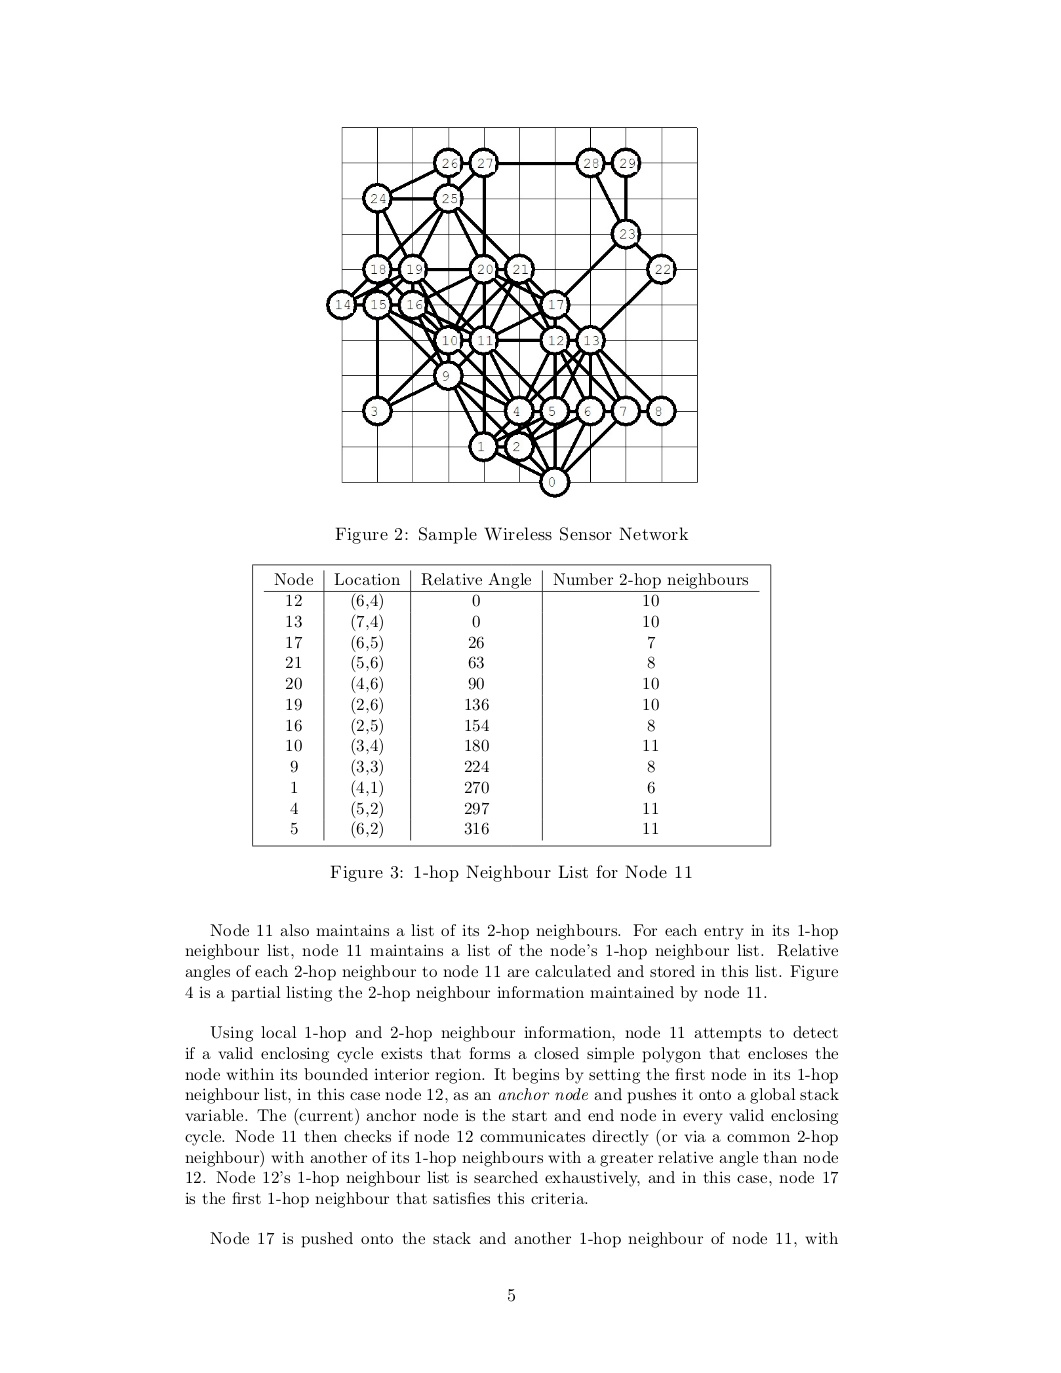 26 27 28 29
24 25
23
18 19 20 21 22
14 15 16 17
10 11 12 13
9
3 4 5 6 7 8
1 2
0
Figure 2: Sample Wireless Sensor Network
Node Location Relative Angle Number 2-hop neighbours
12 (6,4) 0 10
13 (7,4) 0 10
17 (6,5) 26 7
21 (5,6) 63 8
20 (4,6) 90 10
19 (2,6) 136 10
16 (2,5) 154 8
10 (3,4) 180 11
9 (3,3) 224 8
1 (4,1) 270 6
4 (5,2) 297 11
5 (6,2) 316 11
Figure 3: 1-hop Neighbour List for Node 11
Node 11 also maintains a list of its 2-hop neighbours. For each entry in its 1-hop
neighbour list, node 11 maintains a list of the node's 1-hop neighbour list. Relative
angles of each 2-hop neighbour to node 11 are calculated and stored in this list. Figure
4 is a partial listing the 2-hop neighbour information maintained by node 11.
Using local 1-hop and 2-hop neighbour information, node 11 attempts to detect
if a valid enclosing cycle exists that forms a closed simple polygon that encloses the
node within its bounded interior region. It begins by setting the first node in its 1-hop
neighbour list, in this case node 12, as an anchor node and pushes it onto a global stack
variable. The (current) anchor node is the start and end node in every valid enclosing
cycle. Node 11 then checks if node 12 communicates directly (or via a common 2-hop
neighbour) with another of its 1-hop neighbours with a greater relative angle than node
12. Node 12's 1-hop neighbour list is searched exhaustively, and in this case, node 17
is the first 1-hop neighbour that satisfies this criteria.
Node 17 is pushed onto the stack and another 1-hop neighbour of node 11, with
5